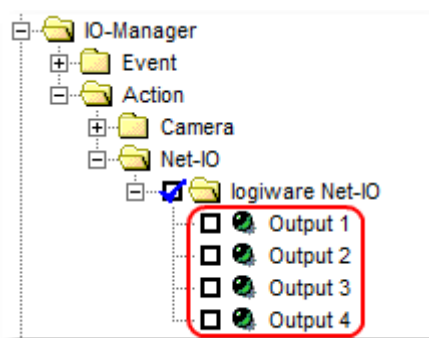 IO-Manager
Event
Action
Camera
Net-IO
logiware Net-IO
Output 1
Output 2
Output 3
Output 4